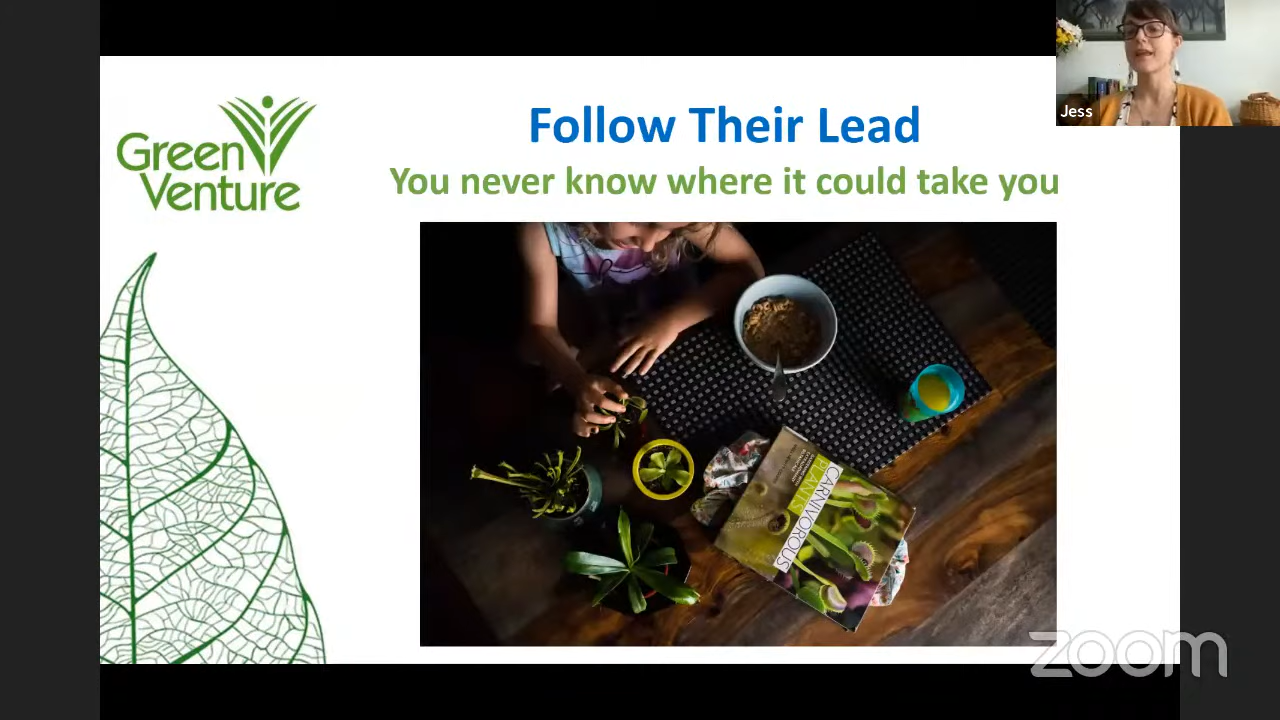 Green
Venture
Follow Their Lead
You never know where it could take you
Jess
CARNIVOROUS
PLANTS
zoom